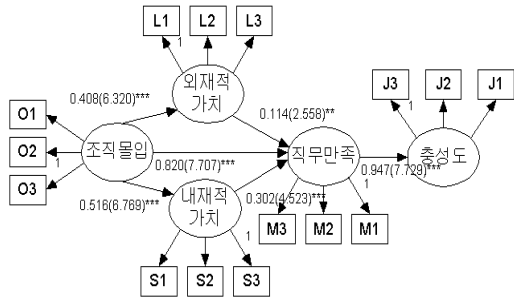 L1
L2
L3
1
외재적
가치
J3
J2
J1
0.408(6.320)***
0.114(2.558)**
1
O1
O2
1
O3
조직몰입
0.820(7.707)***
직무만족
0.947(7.729)***
충성도
0.516(6.769)***
내재적
가치
0.302(4.523)***
1
1
M3
M2
M1
S1
S2
S3